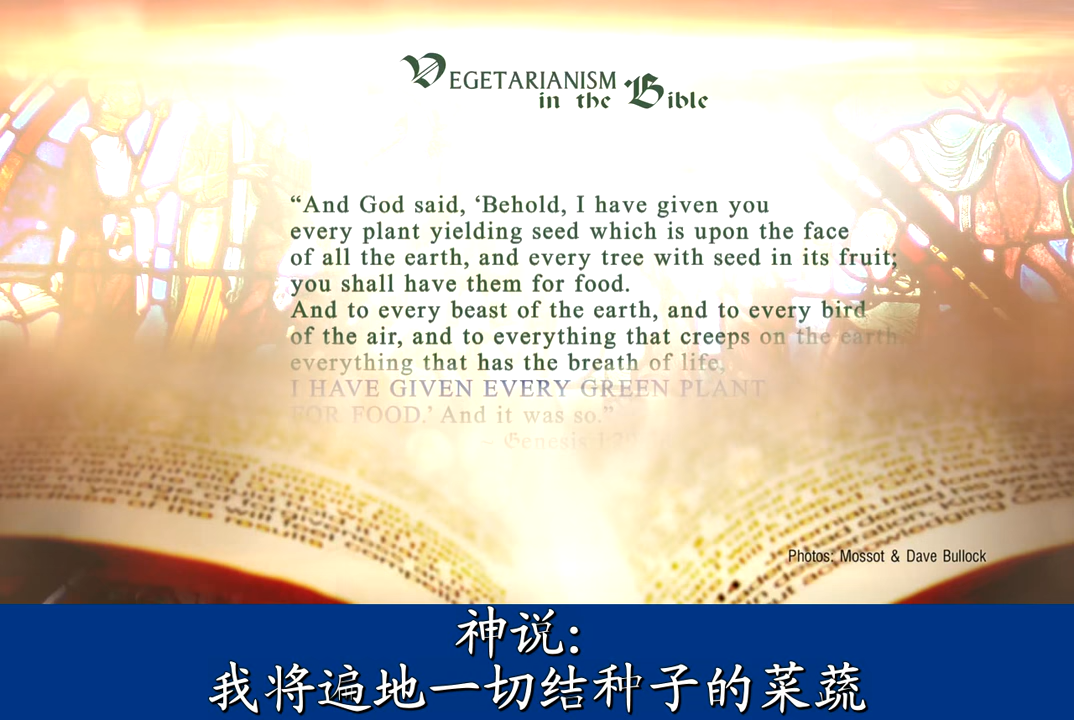 VEGETARIANISM
in the Bible
“And God said, ‘Behold, I have given you
every plant yielding seed which is upon the face
of all the earth, and every tree with seed in its fruit;
you shall have them for food.
And to every beast of the earth, and to every bird
of the air, and to everything that creeps on the earth,
everything that has the breath of life,
I HAVE GIVEN EVERY GREEN PLANT
FOR FOOD.’ And it was so.”
~ Genesis 1:29
Photos: Mossot & Dave Bullock
神说:
我将遍地一切结种子的菜蔬